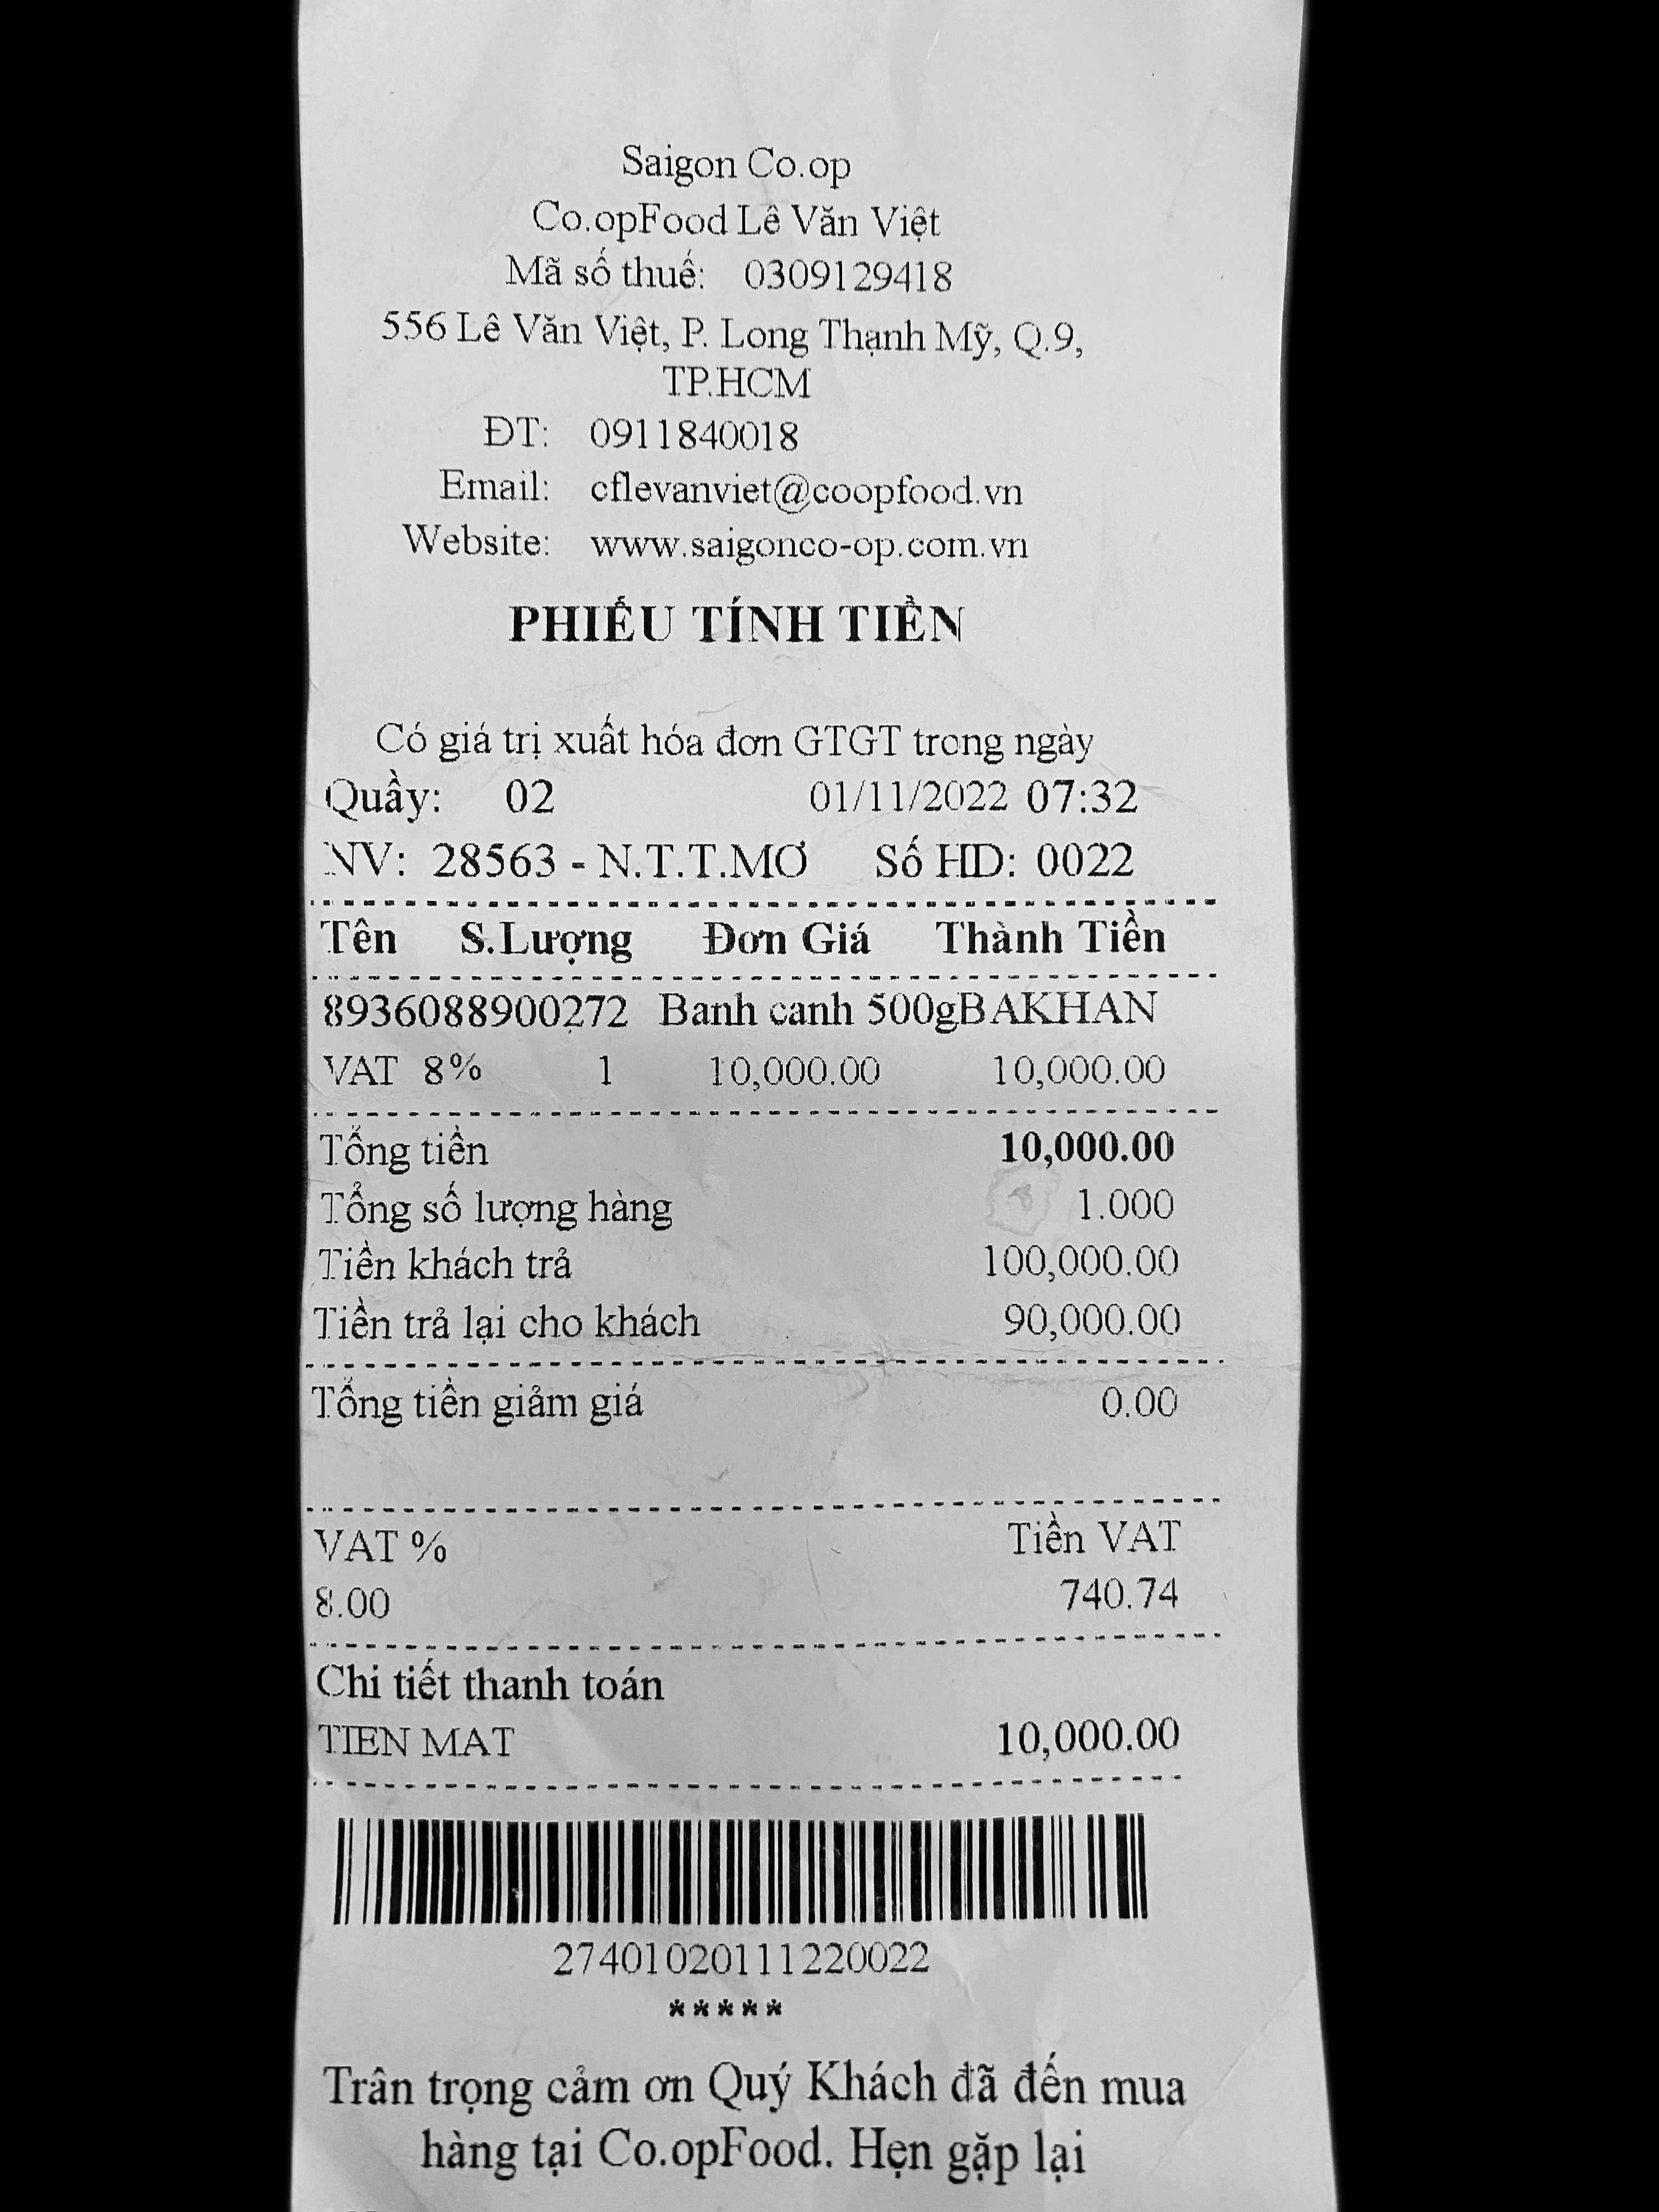 Saigon Co.op
Co.opFood Lê Văn Việt
Mã số thuế: 0309129418
556 Lê Văn Việt, P. Long Thạnh Mỹ, Q.9,
TP.HCM
ĐT: 0911840018
Email: cflevanviet@coopfood.vn
Website: www.saigonco-op.com.vn
PHIẾU TÍNH TIỀN
Có giá trị xuất hóa đơn GTGT trong ngày
Quầy: 02 01/11/2022 07:32
NV: 28563 - N.T.T.MƠ Số HD: 0022
Tên S.Lượng Đơn Giá Thành Tiền
8936088900272 Banh canh 500gBAKHAN
VAT 8% 1 10,000.00 10,000.00
Tổng tiền 10,000.00
Tổng số lượng hàng 1.000
Tiền khách trả 100,000.00
Tiền trả lại cho khách 90,000.00
Tổng tiền giảm giá 0.00
VAT % Tiền VAT
8.00 740.74
Chi tiết thanh toán
TIEN MAT 10,000.00
27401020111220022
*****
Trân trọng cảm ơn Quý Khách đã đến mua
hàng tại Co.opFood. Hẹn gặp lại